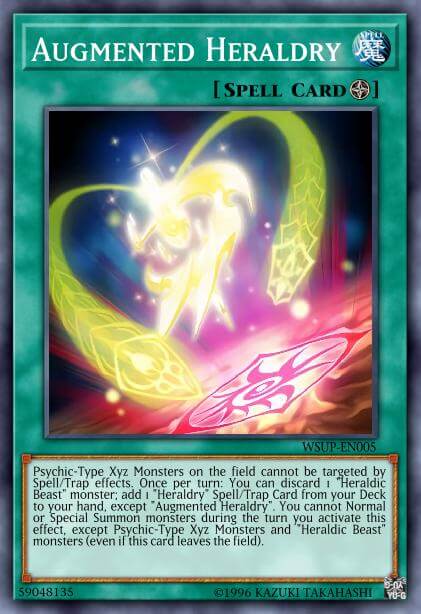 Augmented Heraldry
[Spell Card]
WSUP-EN005
Psychic-Type Xyz Monsters on the field cannot be targeted by
Spell/Trap effects. Once per turn: You can discard 1 "Heraldic
Beast" monster; add 1 "Heraldry" Spell/Trap Card from your Deck
to your hand, except "Augmented Heraldry". You cannot Normal
or Special Summon monsters during the turn you activate this
effect, except Psychic-Type Xyz Monsters and "Heraldic Beast"
monsters (even if this card leaves the field).
59048135
©1996 KAZUKI TAKAHASHI